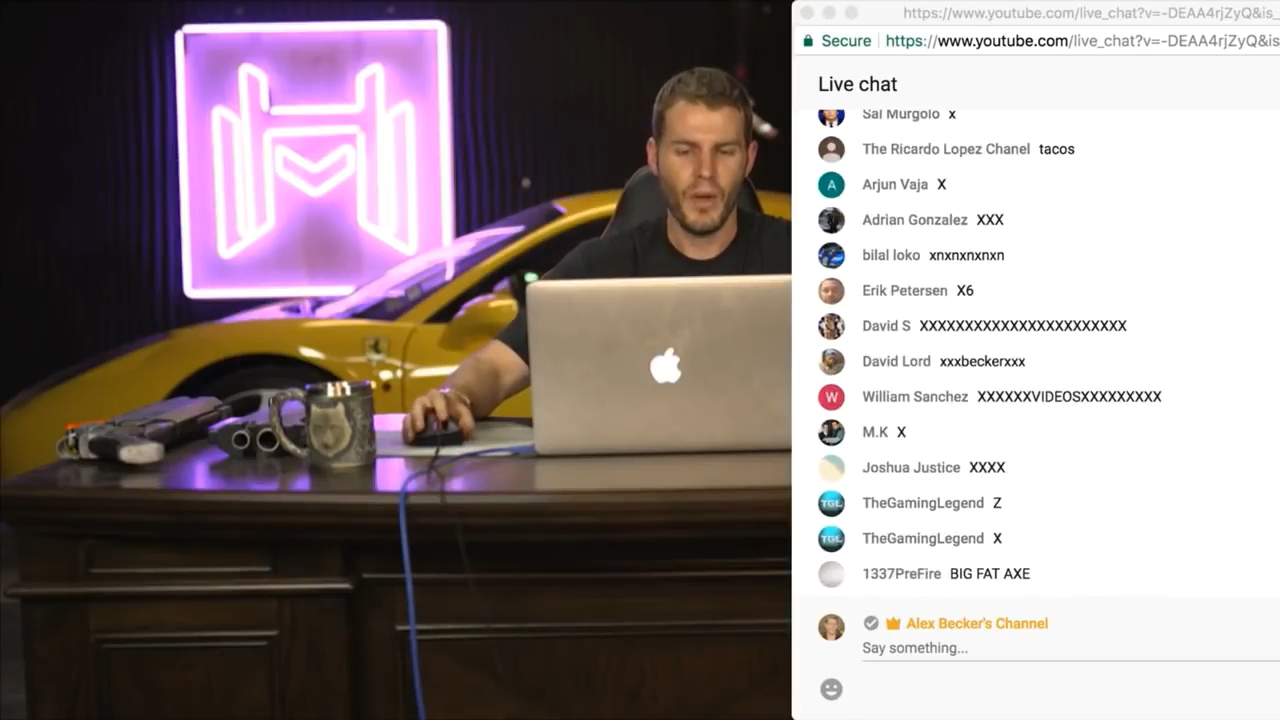 https://www.youtube.com/live_chat?v=-DEAA4rjZyQ&is_
Secure https://www.youtube.com/live_chat?v=-DEAA4rjZyQ&is
Live chat
Sal Murgolo x
The Ricardo Lopez Chanel tacos
A Arjun Vaja X
Adrian Gonzalez XXX
bilal loko xnxnxnxnxn
Erik Petersen X6
David S XXXXXXXXXXXXXXXXXXXXXXX
David Lord xxxbeckerxxx
W William Sanchez XXXXXXVIDEOSXXXXXXXXX
M.K X
Joshua Justice XXXX
TGL TheGamingLegend Z
TGL TheGamingLegend X
1337PreFire BIG FAT AXE
Alex Becker's Channel
Say something...